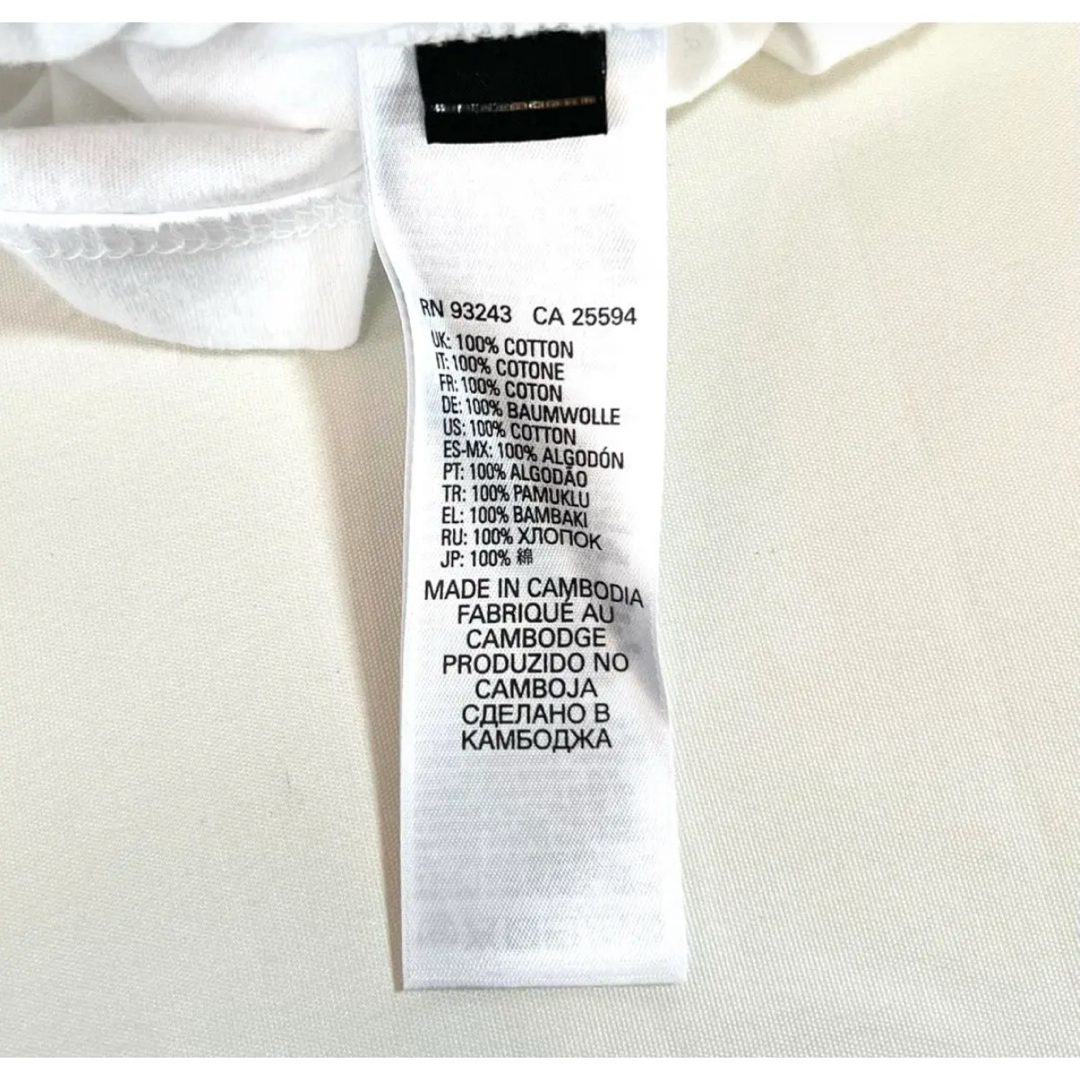 RN 93243 CA 25594
UK: 100% COTTON
IT: 100% COTONE
FR: 100% COTON
DE: 100% BAUMWOLLE
US: 100% COTTON
ES-MX: 100% ALGODÓN
PT: 100% ALGODÃO
TR: 100% PAMUKLU
EL: 100% BAMBAKI
RU: 100% ХЛОПОК
JP: 100% 綿
MADE IN CAMBODIA
FABRIQUÉ AU
CAMBODGE
PRODUZIDO NO
CAMBOJA
СДЕЛАНО В
КАМБОДЖА